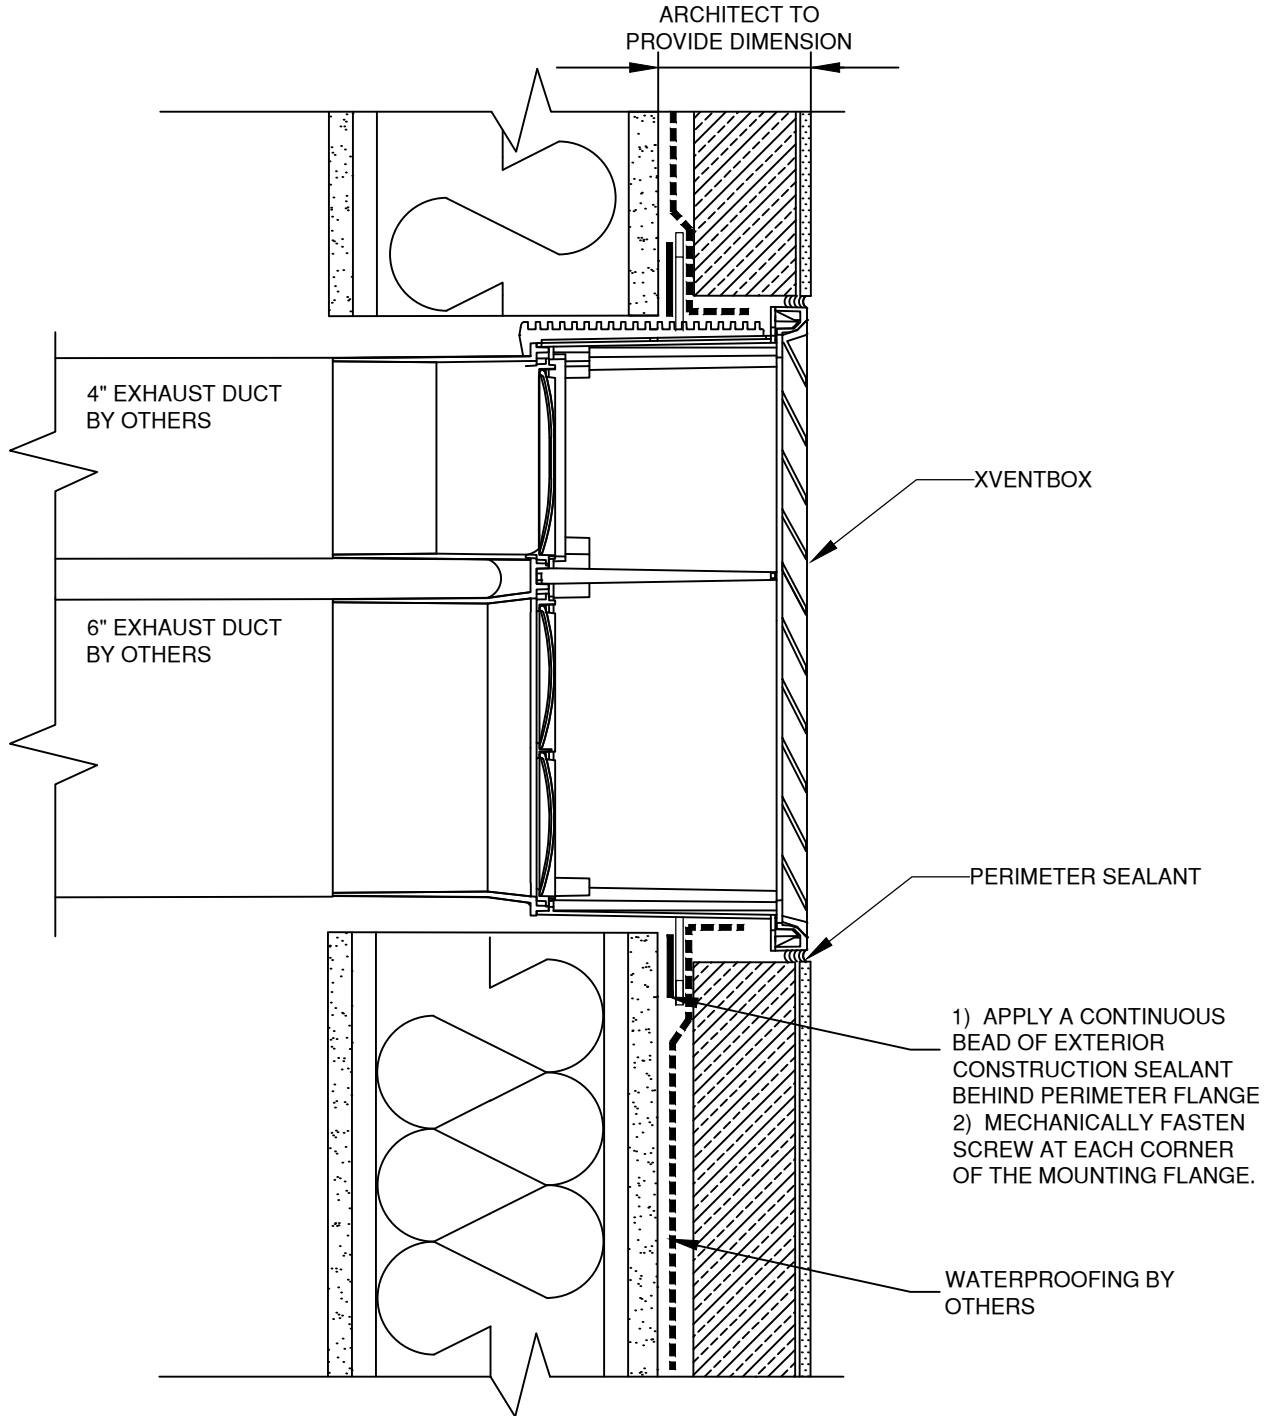 ARCHITECT TO
PROVIDE DIMENSION
4" EXHAUST DUCT
BY OTHERS
XVENTBOX
6" EXHAUST DUCT
BY OTHERS
PERIMETER SEALANT
1) APPLY A CONTINUOUS
BEAD OF EXTERIOR
CONSTRUCTION SEALANT
BEHIND PERIMETER FLANGE
2) MECHANICALLY FASTEN
SCREW AT EACH CORNER
OF THE MOUNTING FLANGE.
WATERPROOFING BY
OTHERS